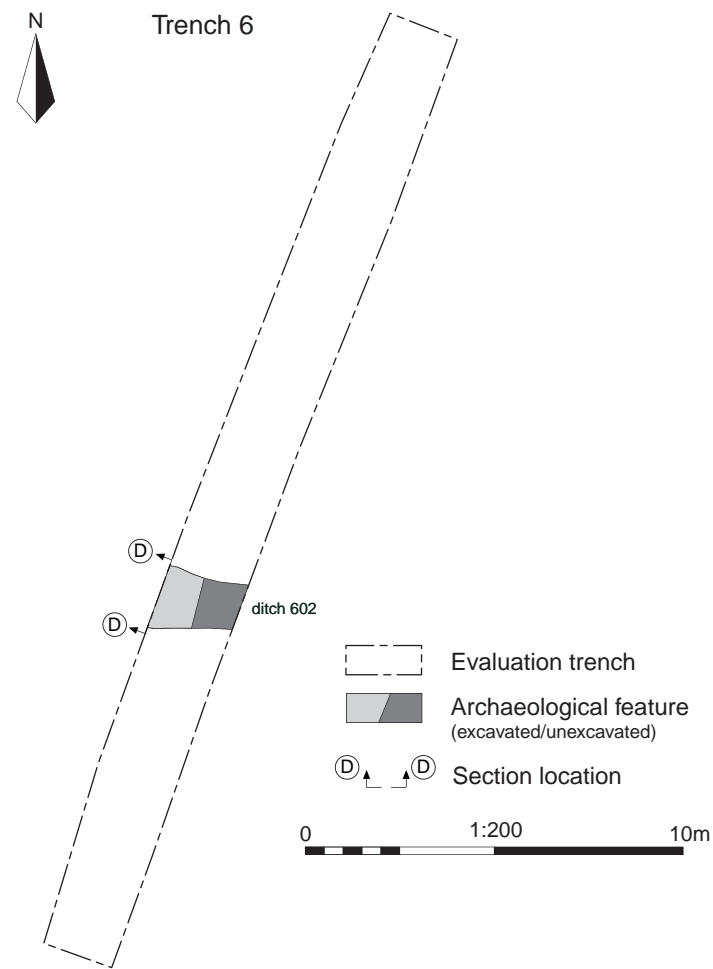 N
Trench 6
D
D
ditch 602
Evaluation trench
Archaeological feature
(excavated/unexcavated)
D D
Section location
0 1:200 10m